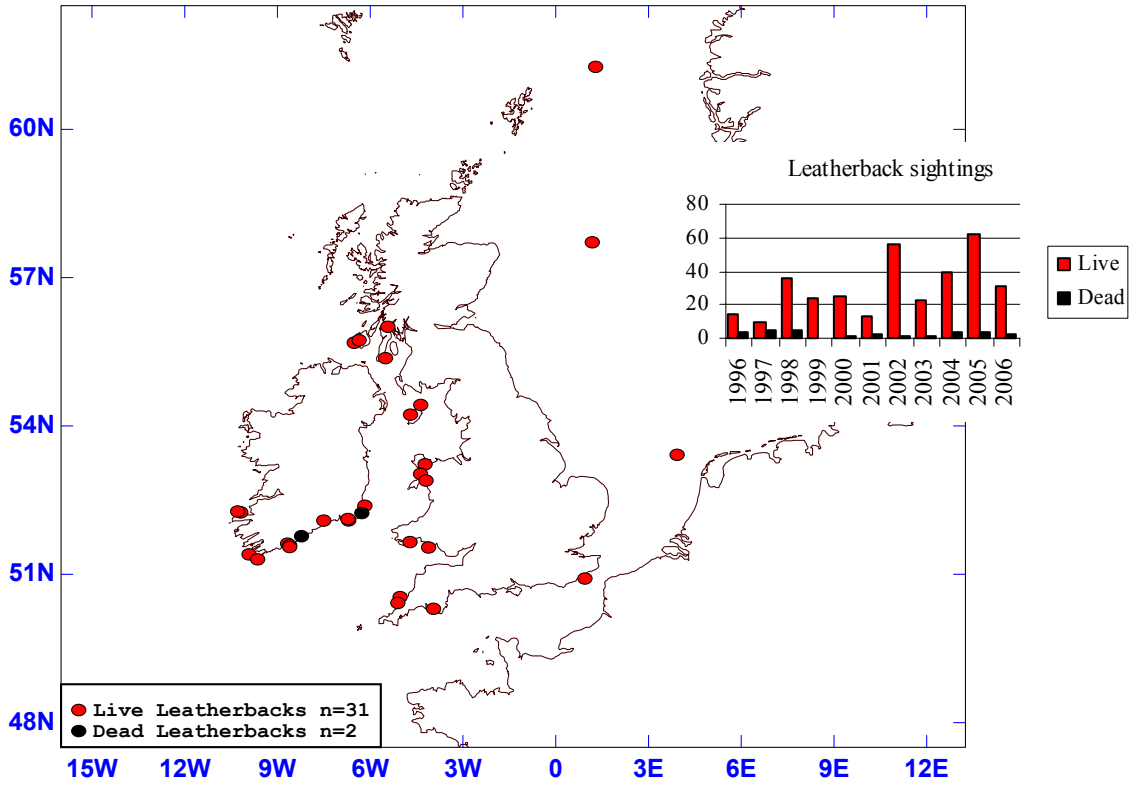 60N
57N
54N
51N
48N
15W 12W 9W 6W 3W 0 3E 6E 9E 12E
Live Leatherbacks n=31
Dead Leatherbacks n=2
Leatherback sightings
80
60
40
20
0
1996 1997 1998 1999 2000 2001 2002 2003 2004 2005 2006
Live
Dead